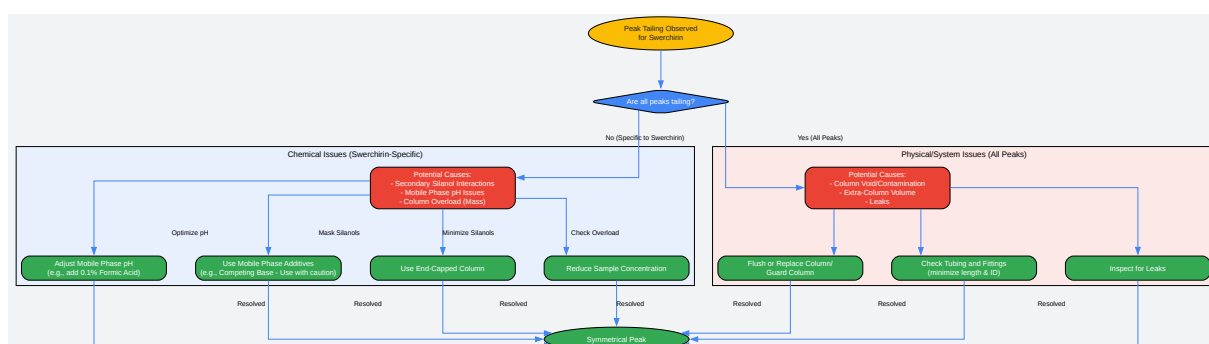 Peak Tailing Observed
for Swerchirin
Are all peaks tailing?
No (Specific to Swerchirin)
Yes (All Peaks)
Chemical Issues (Swerchirin-Specific)
Physical/System Issues (All Peaks)
Potential Causes:
- Secondary Silanol Interactions
- Mobile Phase pH Issues
- Column Overload (Mass)
Potential Causes:
- Column Void/Contamination
- Extra-Column Volume
- Leaks
Optimize pH
Mask Silanols
Minimize Silanols
Check Overload
Adjust Mobile Phase pH
(e.g., add 0.1% Formic Acid)
Use Mobile Phase Additives
(e.g., Competing Base - Use with caution)
Use End-Capped Column
Reduce Sample Concentration
Flush or Replace Column/
Guard Column
Check Tubing and Fittings
(minimize length & ID)
Inspect for Leaks
Resolved
Resolved
Resolved
Resolved
Resolved
Resolved
Resolved
Symmetrical Peak